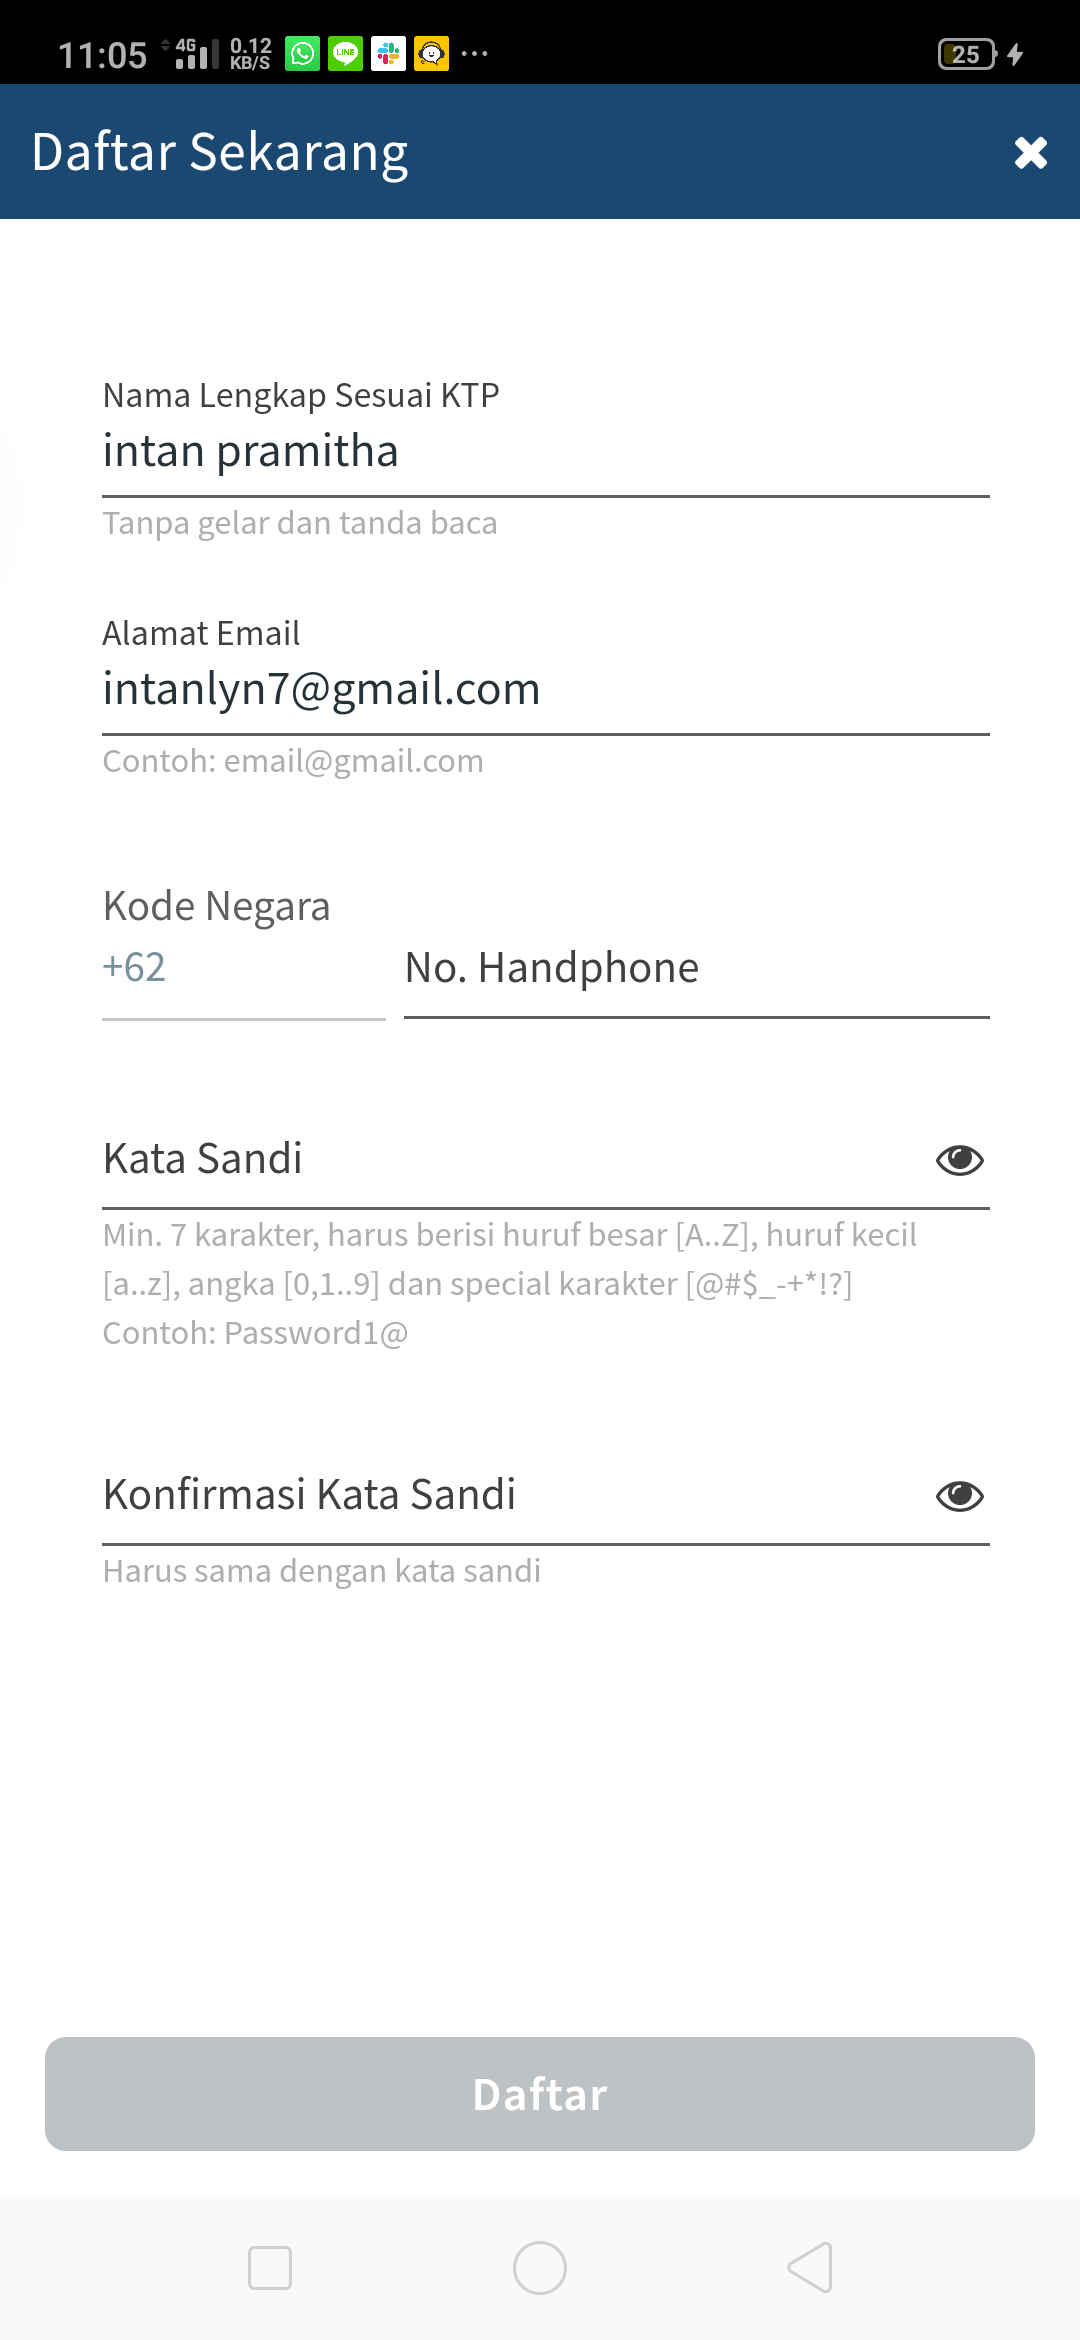 11:05 4G 0.12 KB/S LINE ... 25
Daftar Sekarang
Nama Lengkap Sesuai KTP
intan pramitha
Tanpa gelar dan tanda baca
Alamat Email
intanlyn7@gmail.com
Contoh: email@gmail.com
Kode Negara
+62 No. Handphone
Kata Sandi
Min. 7 karakter, harus berisi huruf besar [A..Z], huruf kecil
[a..z], angka [0,1..9] dan special karakter [@#$_-+*!?]
Contoh: Password1@
Konfirmasi Kata Sandi
Harus sama dengan kata sandi
Daftar